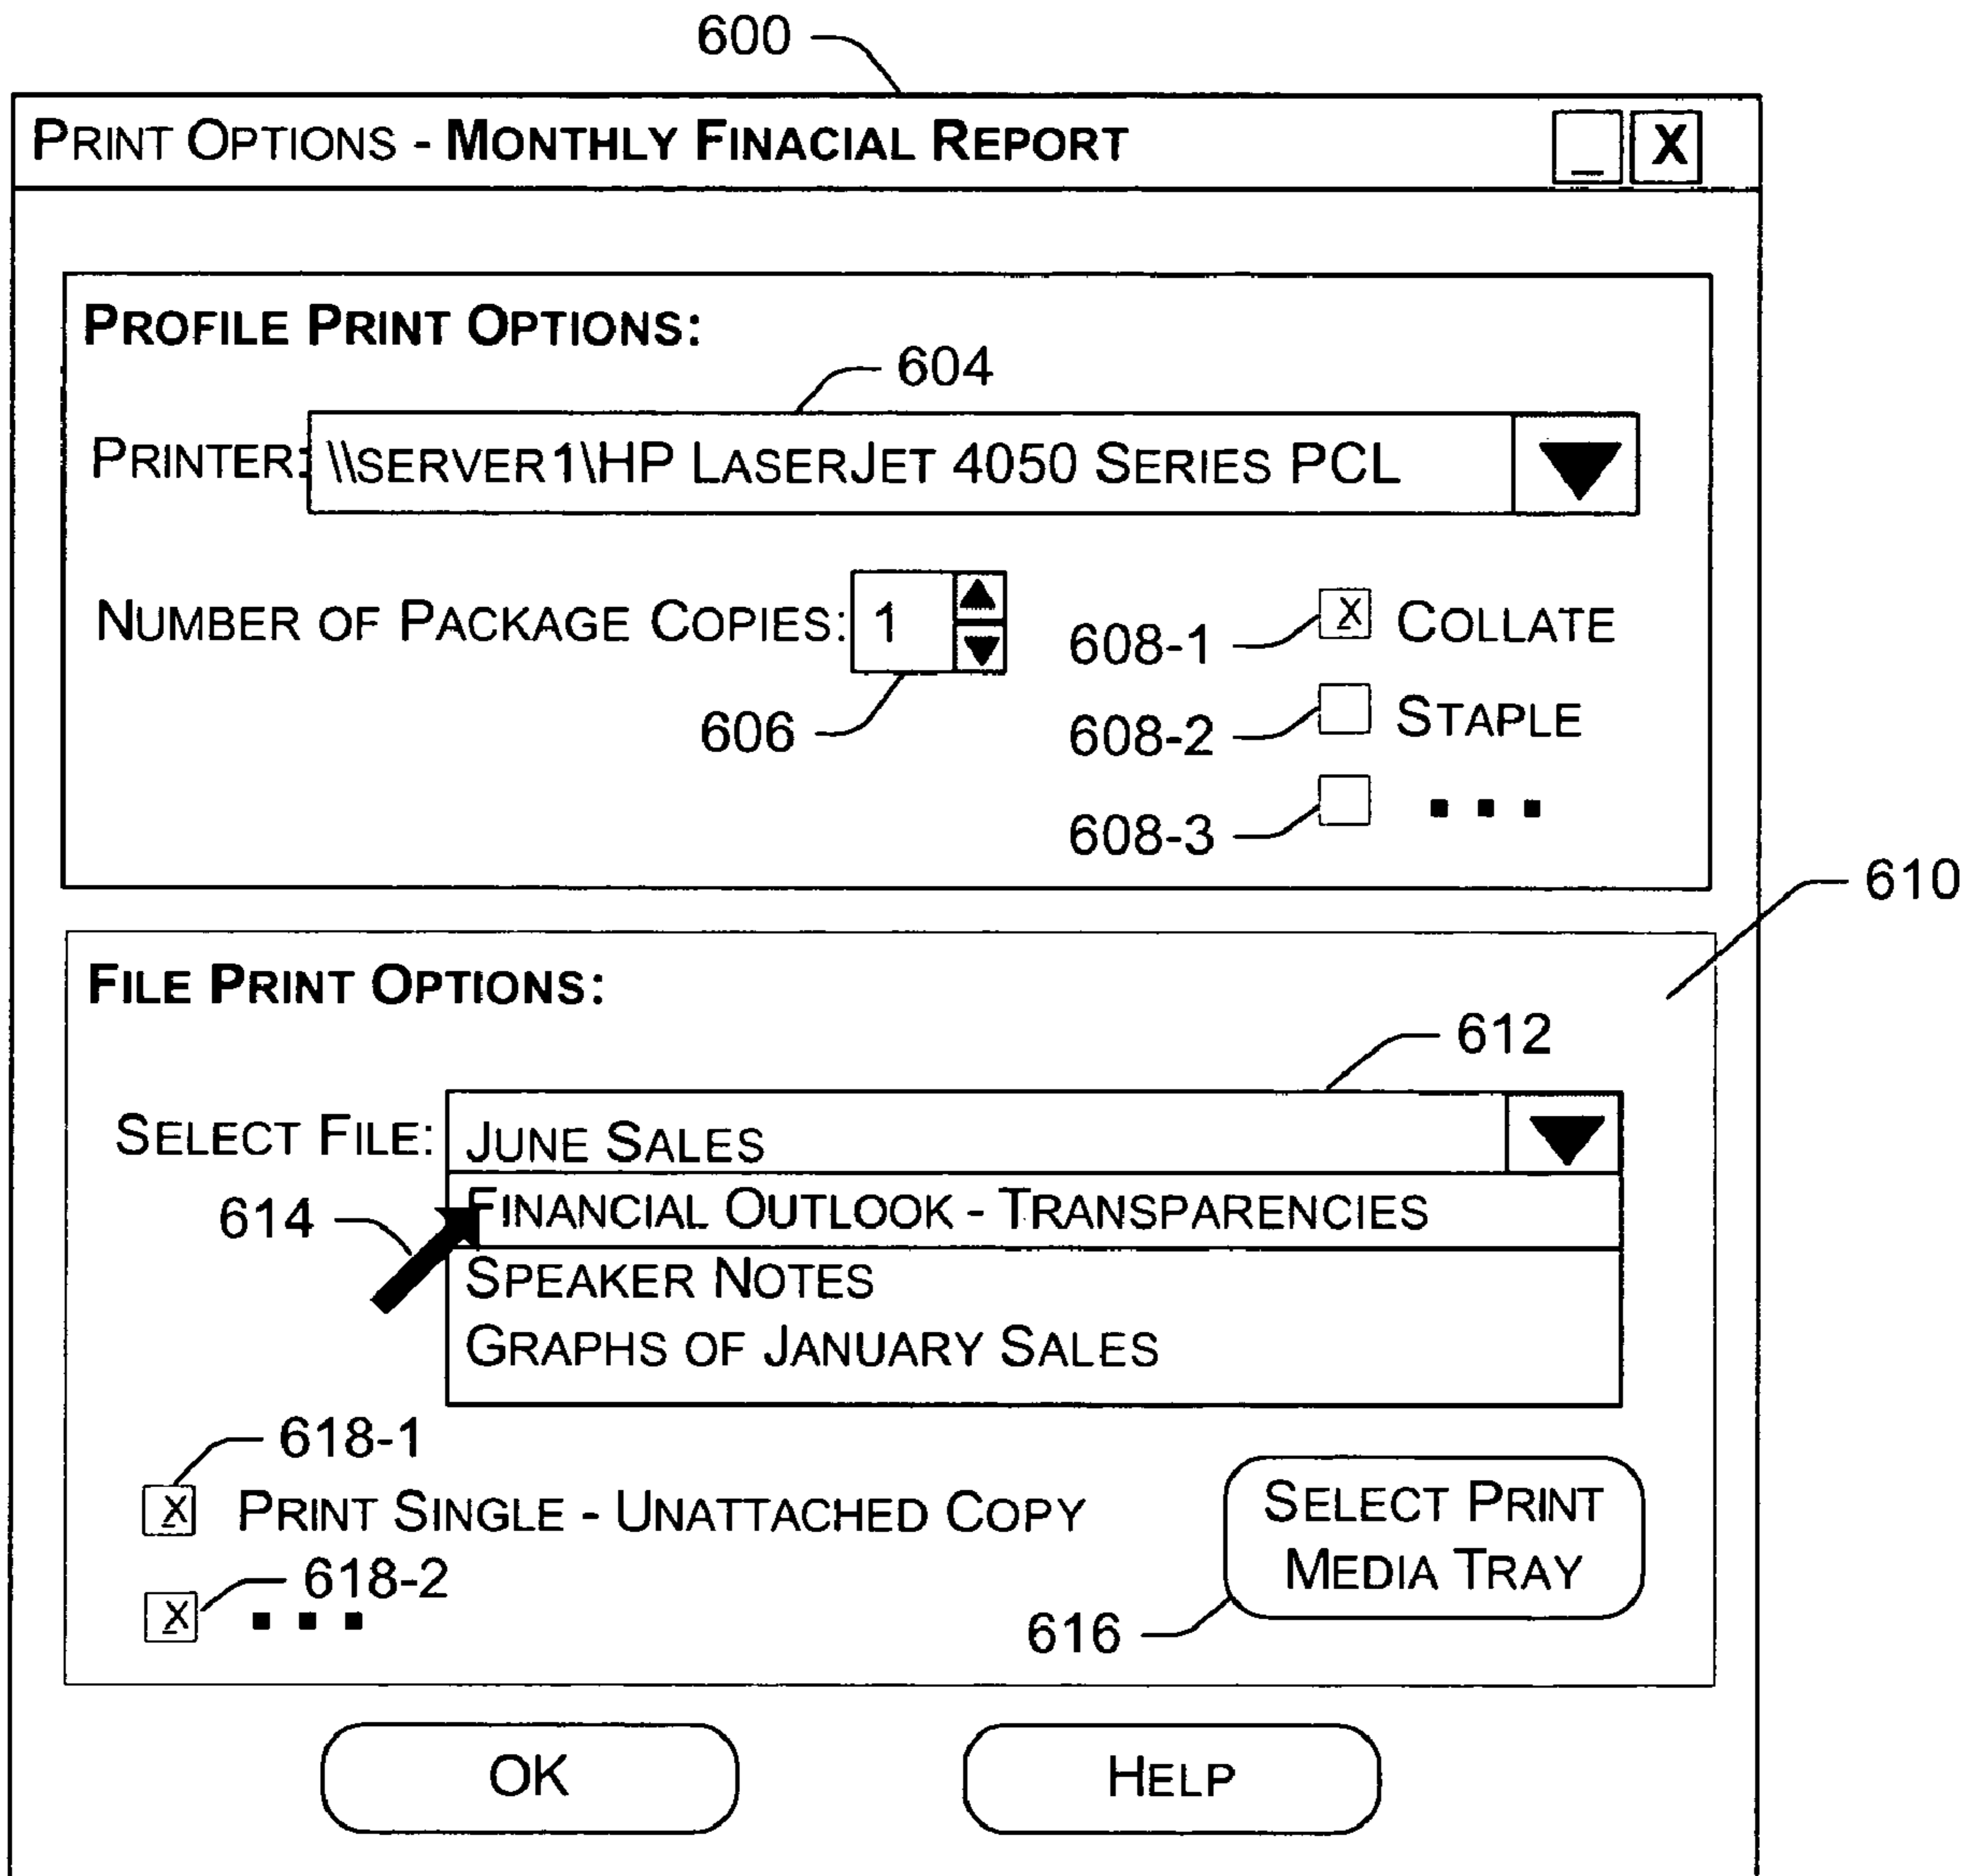 600
PRINT OPTIONS - MONTHLY FINACIAL REPORT _ X
PROFILE PRINT OPTIONS:
604
PRINTER: \\SERVER1\HP LASERJET 4050 SERIES PCL
NUMBER OF PACKAGE COPIES: 1
606
608-1 X COLLATE
608-2 STAPLE
608-3 ...
610
FILE PRINT OPTIONS:
612
SELECT FILE: JUNE SALES
614 FINANCIAL OUTLOOK - TRANSPARENCIES
SPEAKER NOTES
GRAPHS OF JANUARY SALES
618-1
X PRINT SINGLE - UNATTACHED COPY
618-2
X ...
SELECT PRINT
MEDIA TRAY
616
OK HELP